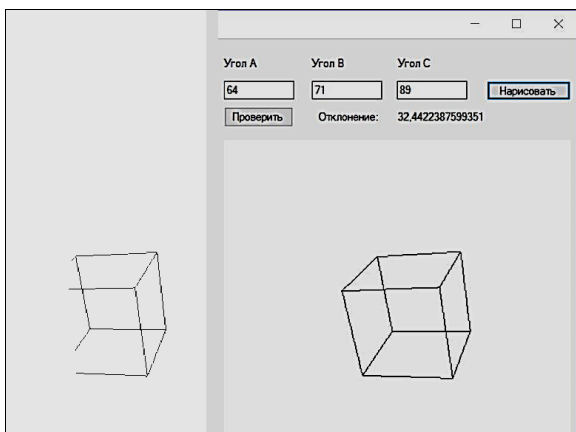 Угол A Угол B Угол C
64 71 89 Нарисовать
Проверить Отклонение: 32,4422387599351